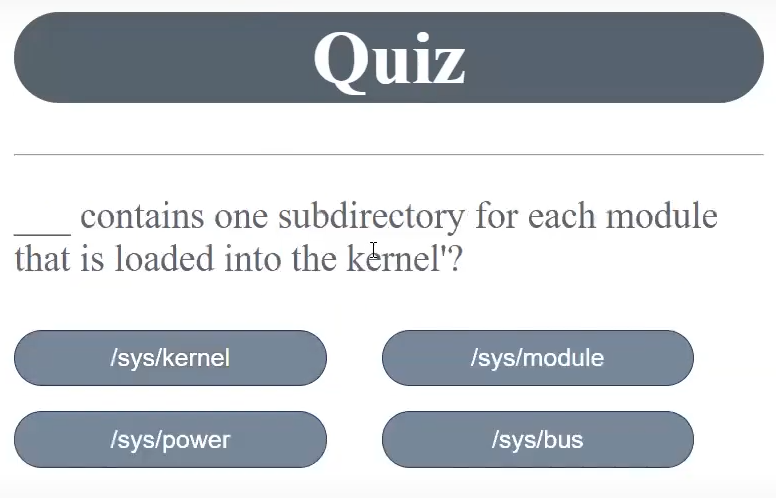 Quiz
___ contains one subdirectory for each module
that is loaded into the kernel'?
/sys/kernel
/sys/module
/sys/power
/sys/bus